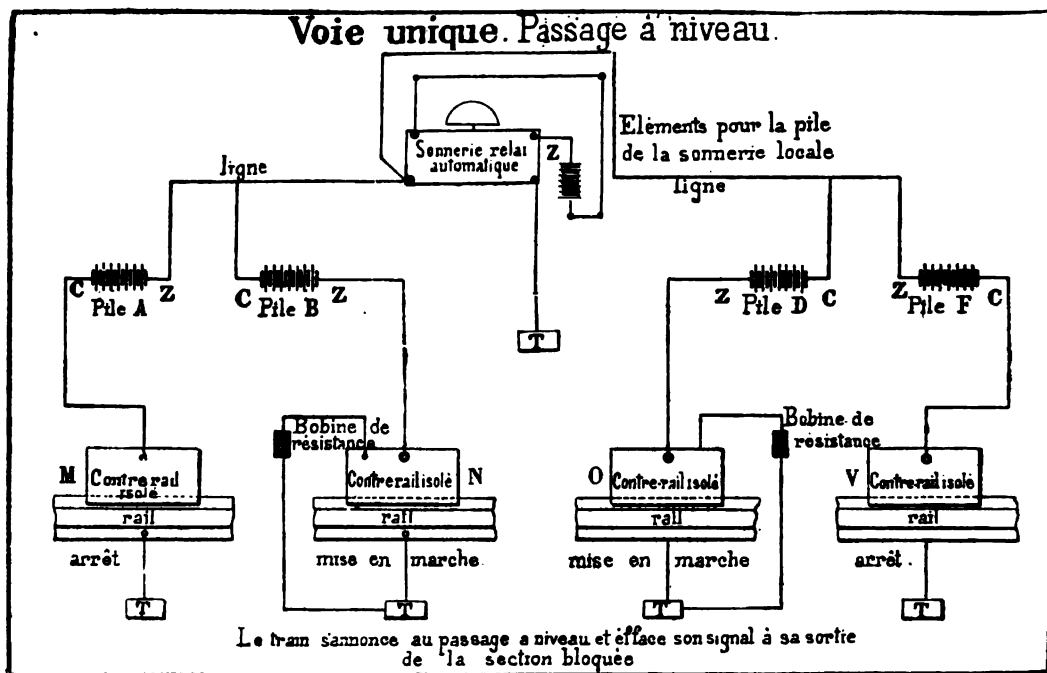 Voie unique. Passage à niveau.
Sonnerie relai
automatique
Z
Eléments pour la pile
de la sonnerie locale
ligne
ligne
C
Z
Pile A
C
Z
Pile B
Z
C
Pile D
Z
C
Pile F
T
Bobine de
résistance
Bobine de
résistance
M
Contre rail
isolé
Contre rail isolé
N
O
Contre-rail isolé
V
Contre-rail isolé
rail
rail
rail
rail
arrêt
mise en marche
mise en marche
arrêt.
T
T
T
T
Le train s'annonce au passage a niveau et efface son signal à sa sortie
de la section bloquée